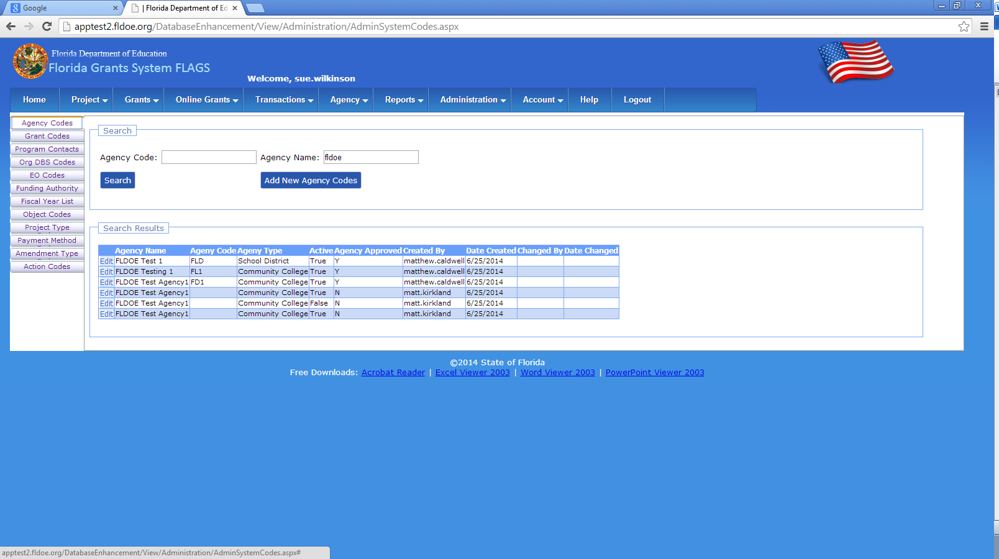 Google
| Florida Department of Ed
apptest2.fldoe.org/DatabaseEnhancement/View/Administration/AdminSystemCodes.aspx
Florida Department of Education
Florida Grants System FLAGS
Welcome, sue.wilkinson
Home Project Grants Online Grants Transactions Agency Reports Administration Account Help Logout
Agency Codes
Grant Codes
Program Contacts
Org DBS Codes
EO Codes
Funding Authority
Fiscal Year List
Object Codes
Project Type
Payment Method
Amendment Type
Action Codes
Search
Agency Code: Agency Name: fldoe
Search Add New Agency Codes
Search Results
Agency Name Ageny Code Ageny Type Active Agency Approved Created By Date Created Changed By Date Changed
Edit FLDOE Test 1 FLD School District True Y matthew.caldwell 6/25/2014
Edit FLDOE Testing 1 FL1 Community College True Y matthew.caldwell 6/25/2014
Edit FLDOE Test Agency1 FD1 Community College True Y matthew.caldwell 6/25/2014
Edit FLDOE Test Agency1 Community College True N matt.kirkland 6/25/2014
Edit FLDOE Test Agency1 Community College False N matt.kirkland 6/25/2014
Edit FLDOE Test Agency1 Community College True N matt.kirkland 6/25/2014
©2014 State of Florida
Free Downloads: Acrobat Reader | Excel Viewer 2003 | Word Viewer 2003 | PowerPoint Viewer 2003
apptest2.fldoe.org/DatabaseEnhancement/View/Administration/AdminSystemCodes.aspx#